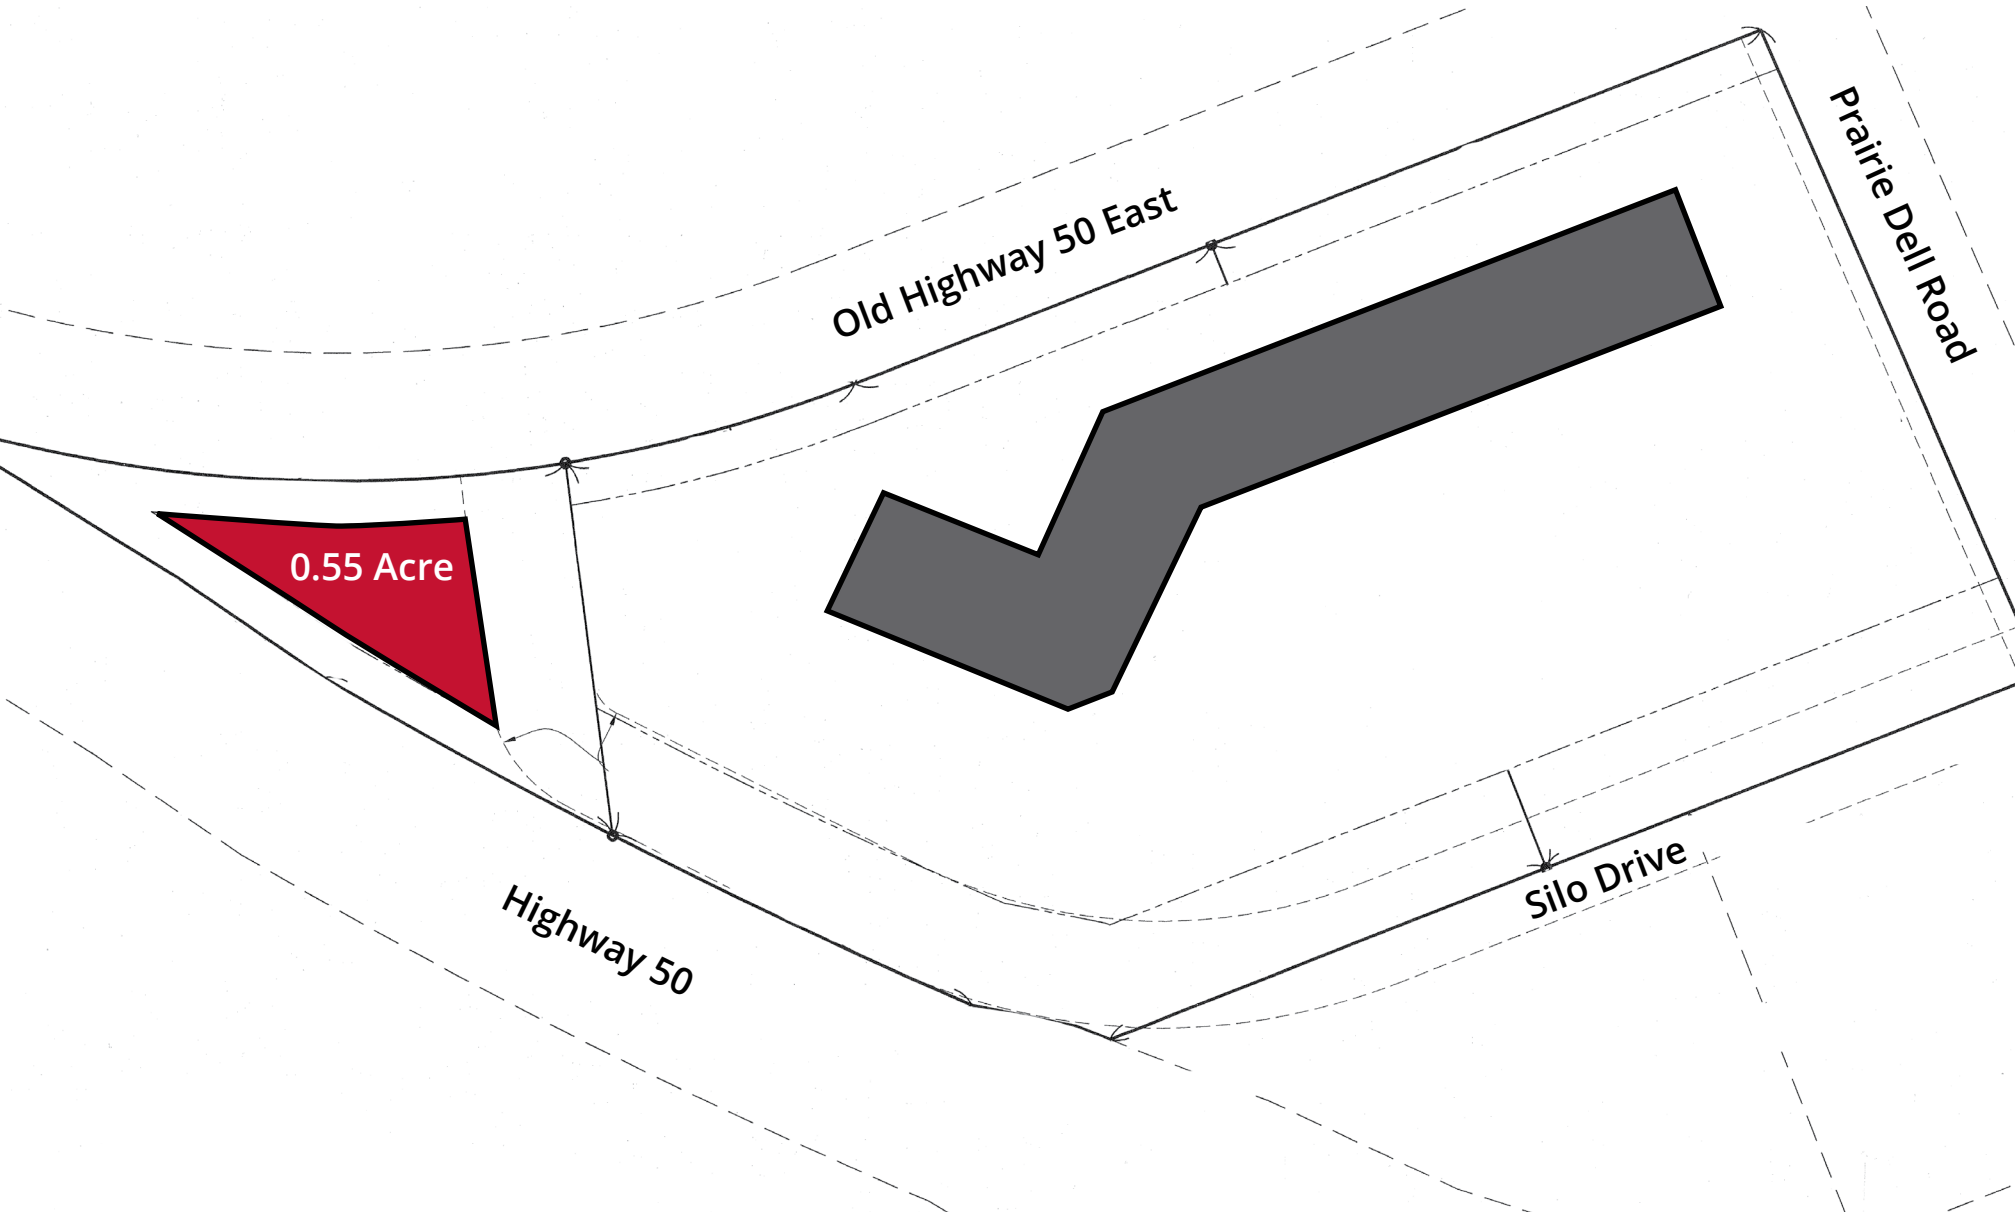 Old Highway 50 East
Prairie Dell Road
0.55 Acre
Silo Drive
Highway 50